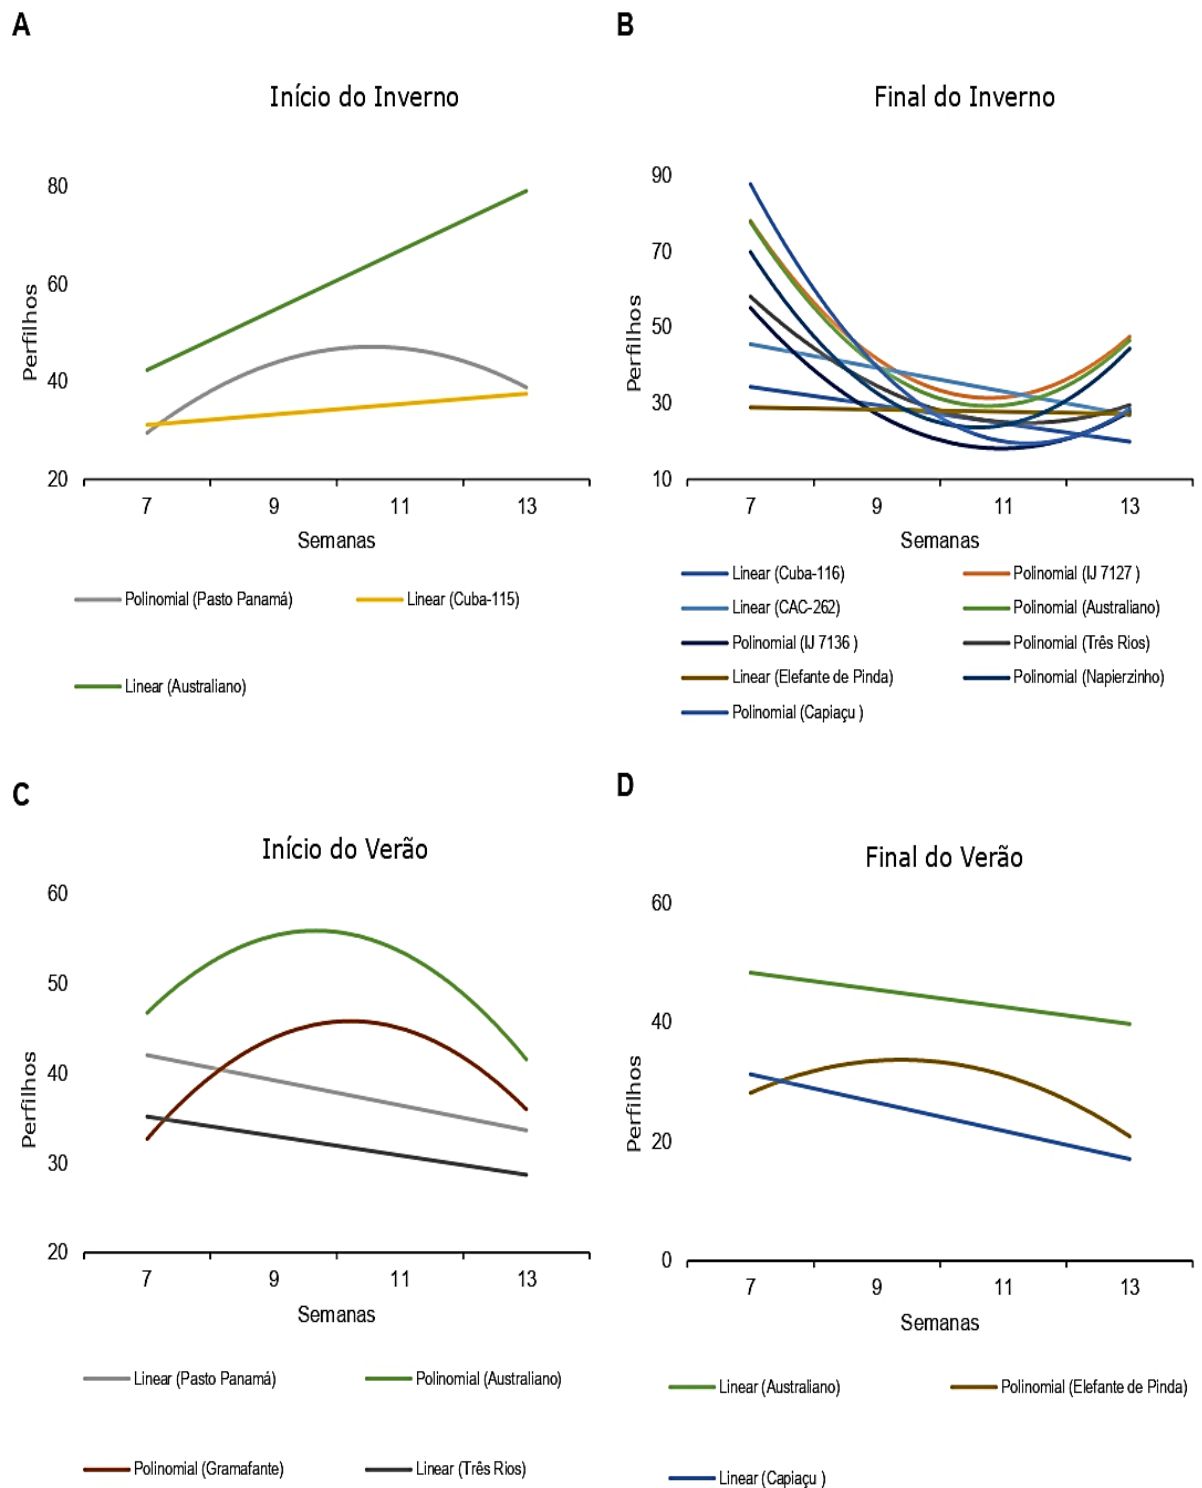 A
Início do Inverno
80
60
40
20
Perfilhos
7 9 11 13
Semanas
Polinomial (Pasto Panamá) Linear (Cuba-115)
Linear (Australiano)
B
Final do Inverno
90
70
50
30
10
Perfilhos
7 9 11 13
Semanas
Linear (Cuba-116) Polinomial (IJ 7127 )
Linear (CAC-262) Polinomial (Australiano)
Polinomial (IJ 7136 ) Polinomial (Três Rios)
Linear (Elefante de Pinda) Polinomial (Napierzinho)
Polinomial (Capiaçu )
C
Início do Verão
60
50
40
30
20
Perfilhos
7 9 11 13
Semanas
Linear (Pasto Panamá) Polinomial (Australiano)
Polinomial (Gramafante) Linear (Três Rios)
D
Final do Verão
60
40
20
0
Perfilhos
7 9 11 13
Semanas
Linear (Australiano) Polinomial (Elefante de Pinda)
Linear (Capiaçu )